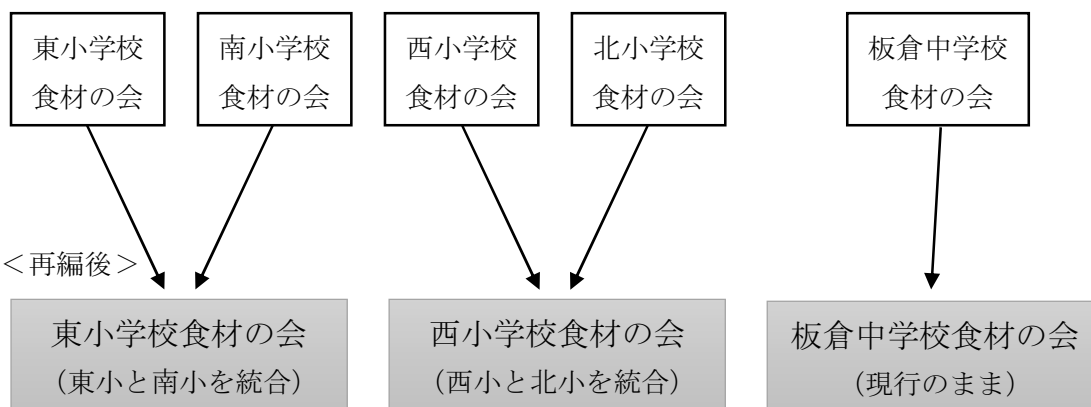 東小学校
食材の会
南小学校
食材の会
西小学校
食材の会
北小学校
食材の会
板倉中学校
食材の会
＜再編後＞
東小学校食材の会
（東小と南小を統合）
西小学校食材の会
（西小と北小を統合）
板倉中学校食材の会
（現行のまま）